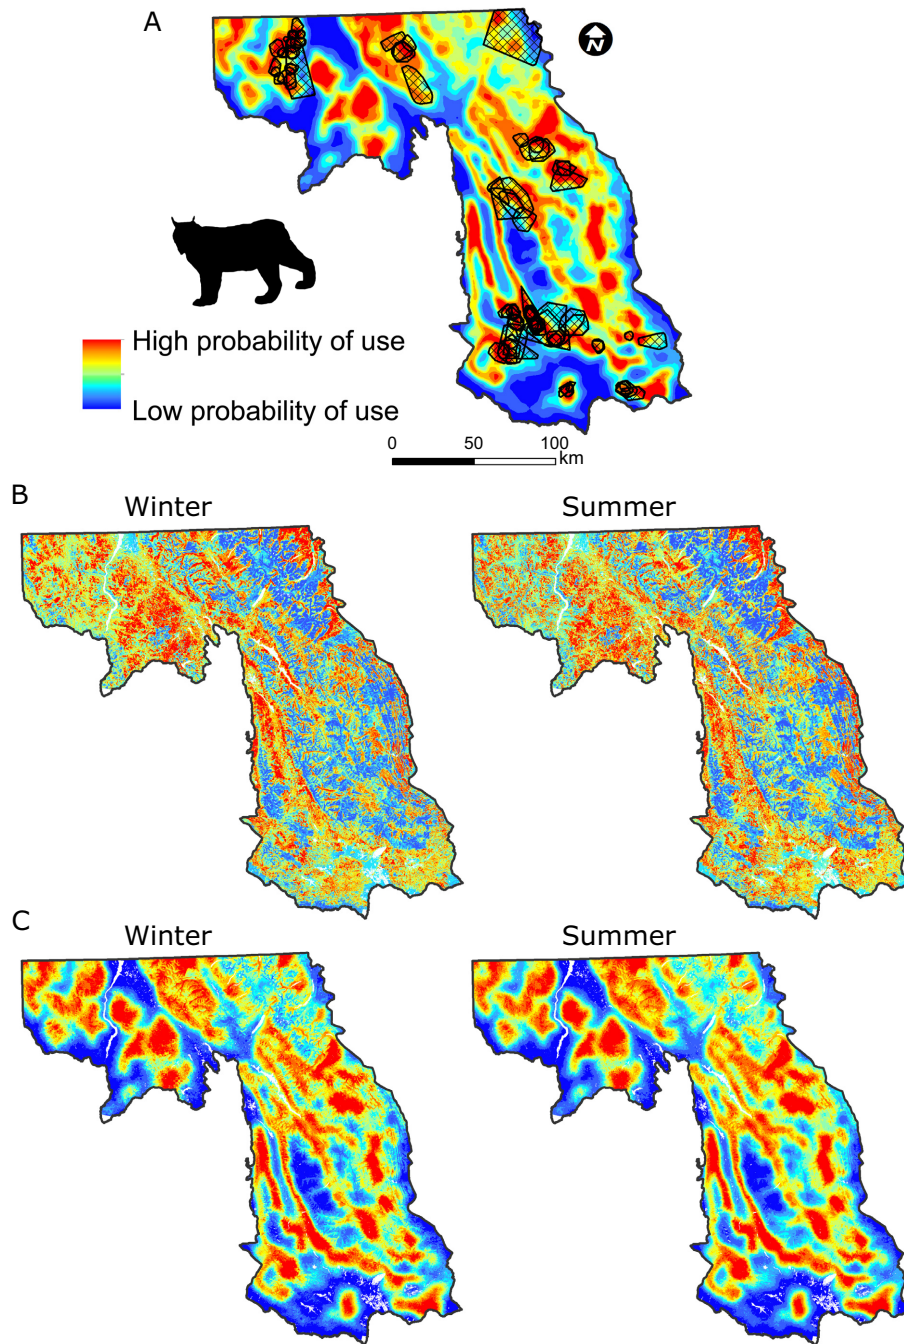 A
N
High probability of use
Low probability of use
0 50 100
km
B
Winter Summer
C
Winter Summer